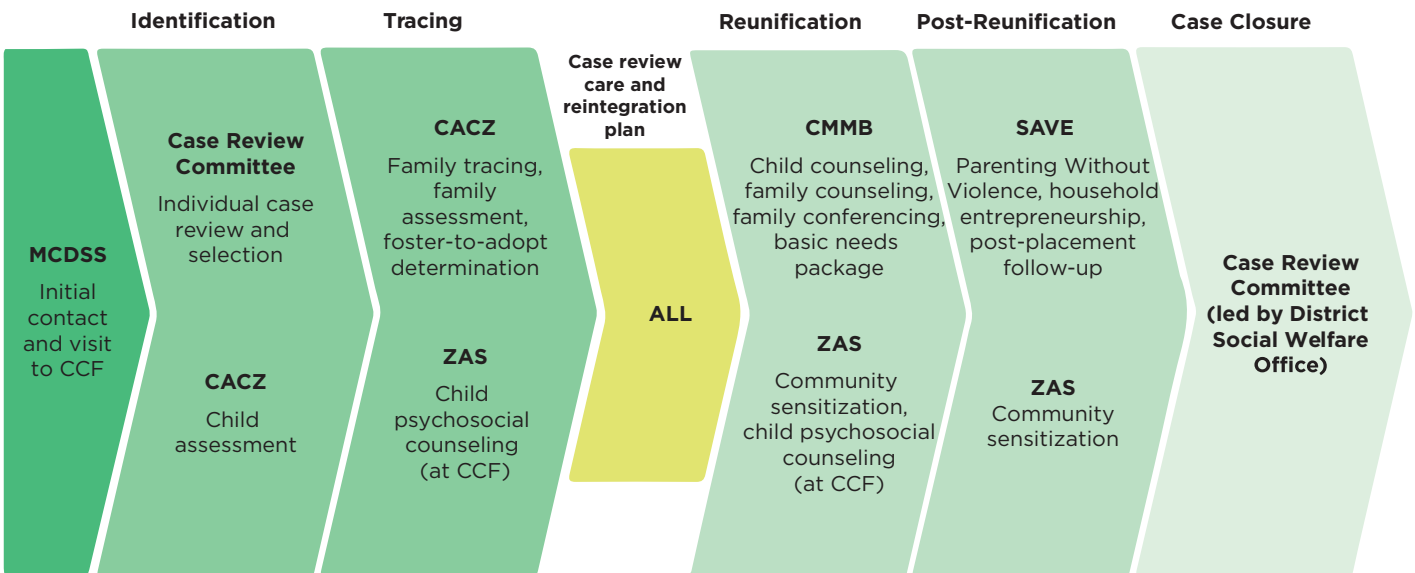 Identification
Tracing
Case review
care and
reintegration
plan
Reunification
Post-Reunification
Case Closure
MCDSS
Initial
contact
and visit
to CCF
Case Review
Committee
Individual case
review and
selection
CACZ
Child
assessment
CACZ
Family tracing,
family
assessment,
foster-to-adopt
determination
ZAS
Child
psychosocial
counseling
(at CCF)
ALL
CMMB
Child counseling,
family counseling,
family conferencing,
basic needs
package
ZAS
Community
sensitization,
child psychosocial
counseling
(at CCF)
SAVE
Parenting Without
Violence, household
entrepreneurship,
post-placement
follow-up
ZAS
Community
sensitization
Case Review
Committee
(led by District
Social Welfare
Office)